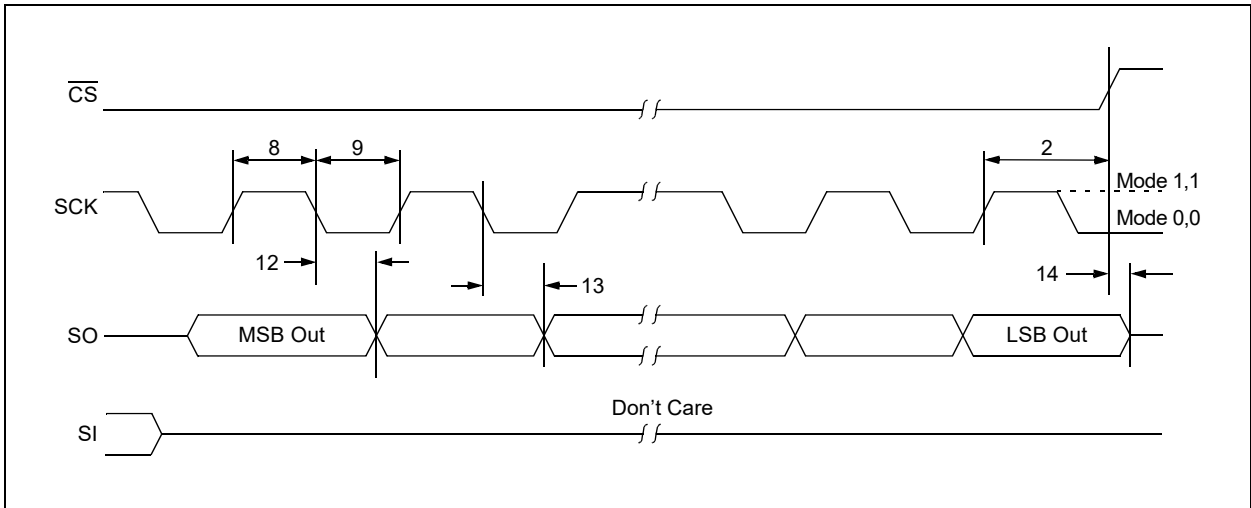 CS
8
9
2
SCK
Mode 1,1
Mode 0,0
12
13
14
SO
MSB Out
LSB Out
Don't Care
SI